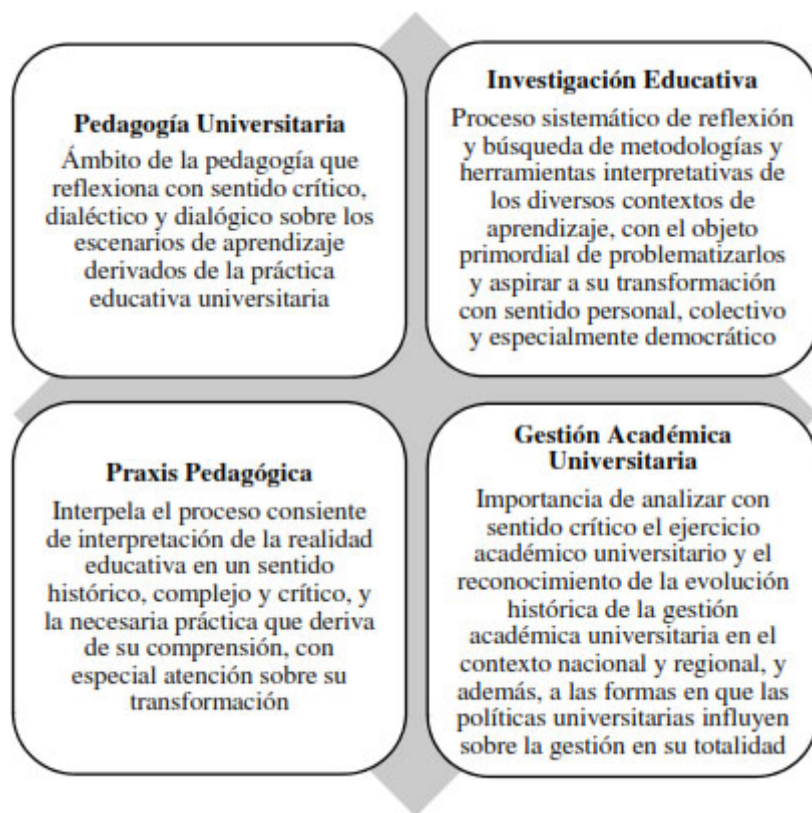 Pedagogía Universitaria
Ámbito de la pedagogía que
reflexiona con sentido crítico,
dialéctico y dialógico sobre los
escenarios de aprendizaje
derivados de la práctica
educativa universitaria
Investigación Educativa
Proceso sistemático de reflexión
y búsqueda de metodologías y
herramientas interpretativas de
los diversos contextos de
aprendizaje, con el objeto
primordial de problematizarlos
y aspirar a su transformación
con sentido personal, colectivo
y especialmente democrático
Praxis Pedagógica
Interpela el proceso consiente
de interpretación de la realidad
educativa en un sentido
histórico, complejo y crítico, y
la necesaria práctica que deriva
de su comprensión, con
especial atención sobre su
transformación
Gestión Académica
Universitaria
Importancia de analizar con
sentido crítico el ejercicio
académico universitario y el
reconocimiento de la evolución
histórica de la gestión
académica universitaria en el
contexto nacional y regional, y
además, a las formas en que las
políticas universitarias influyen
sobre la gestión en su totalidad